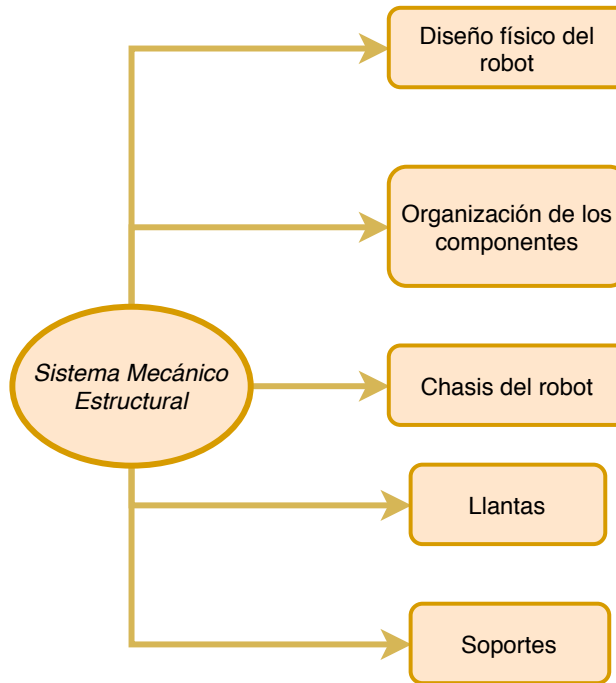 Diseño físico del
robot
Organización de los
componentes
Sistema Mecánico
Estructural
Chasis del robot
Llantas
Soportes